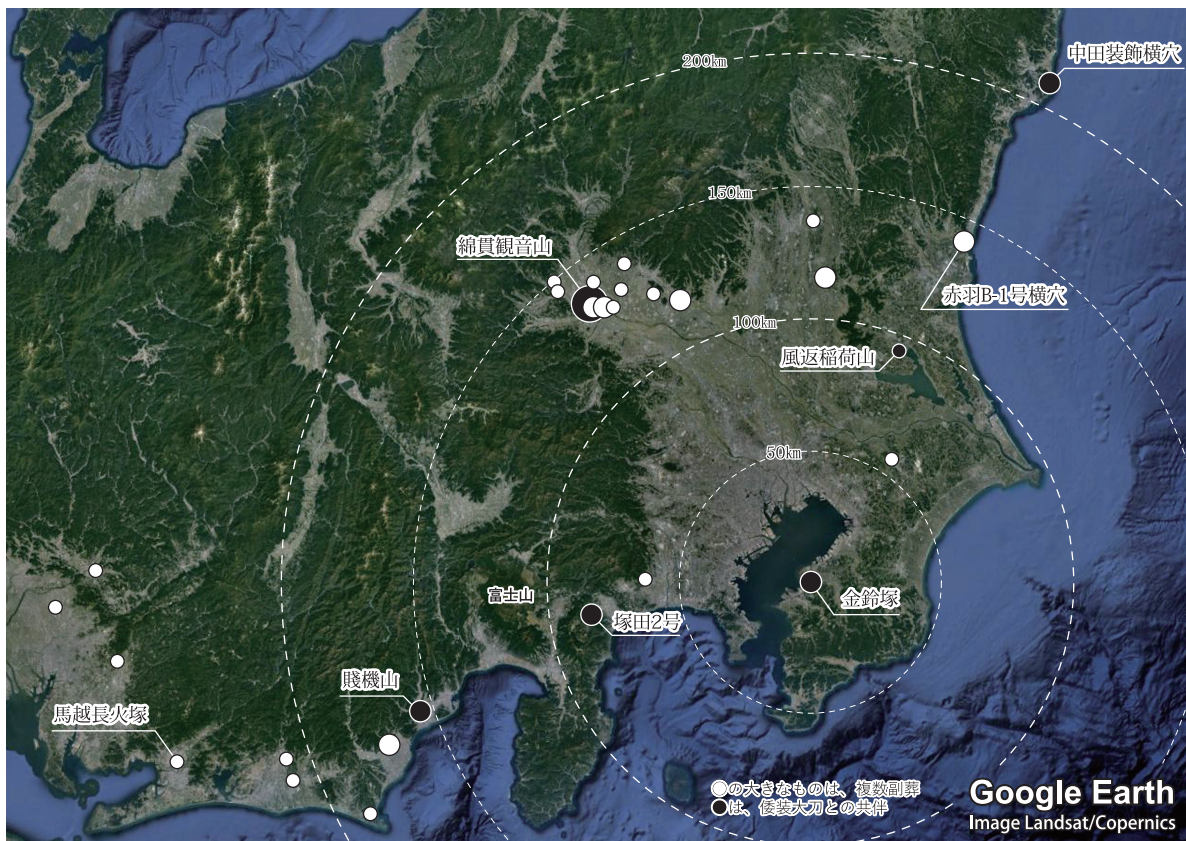 200㎞
中田装飾横穴
150㎞
綿貫観音山
赤羽B-1号横穴
100㎞
風返稲荷山
50㎞
富士山
金鈴塚
塚田2号
賤機山
馬越長火塚
○の大きなものは、複数副葬
●は、倭装大刀との共伴
Google Earth
Image Landsat/Copernics